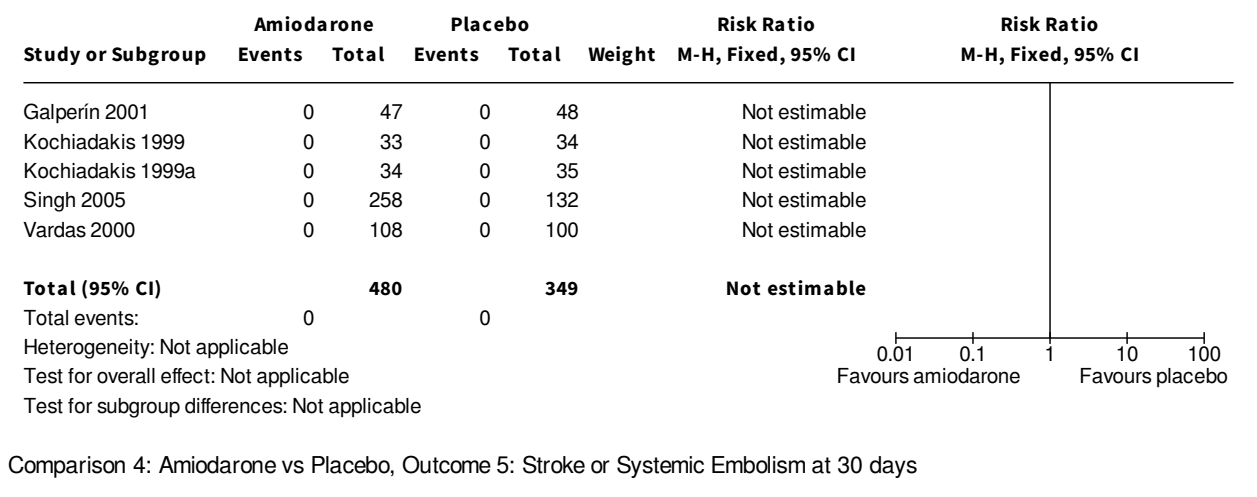 Amiodarone Placebo Risk Ratio Risk Ratio
Study or Subgroup Events Total Events Total Weight M-H, Fixed, 95% CI M-H, Fixed, 95% CI
Galperín 2001 0 47 0 48 Not estimable
Kochiadakis 1999 0 33 0 34 Not estimable
Kochiadakis 1999a 0 34 0 35 Not estimable
Singh 2005 0 258 0 132 Not estimable
Vardas 2000 0 108 0 100 Not estimable
Total (95% CI) 480 349 Not estimable
Total events: 0 0
Heterogeneity: Not applicable
0.01 0.1 1 10 100
Test for overall effect: Not applicable Favours amiodarone Favours placebo
Test for subgroup differences: Not applicable
Comparison 4: Amiodarone vs Placebo, Outcome 5: Stroke or Systemic Embolism at 30 days